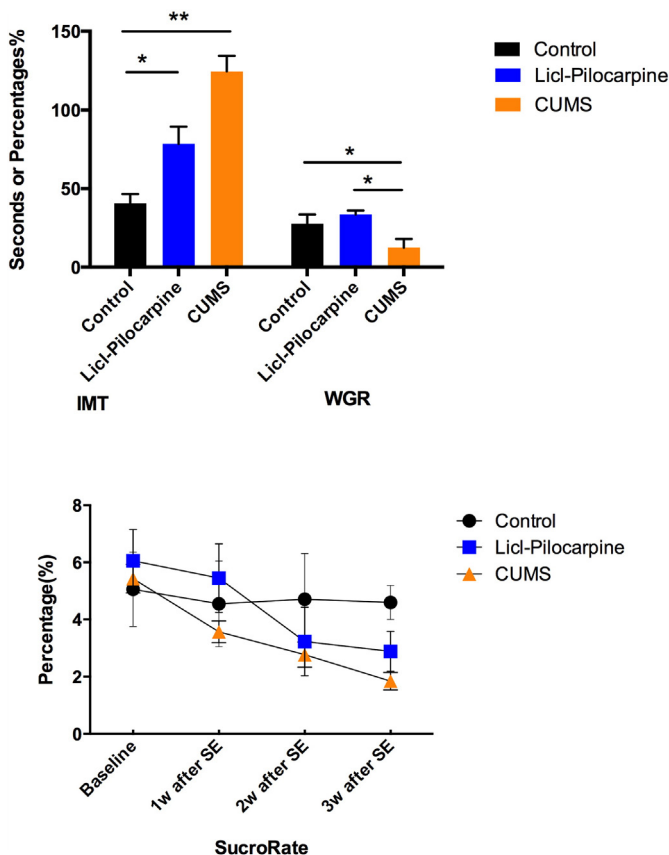 **
*
*
*
150
100
50
0
Seconds or Percentages%
Control
Licl-Pilocarpine
CUMS
Control
Licl-Pilocarpine
CUMS
Control
Licl-Pilocarpine
CUMS
IMT
WGR
8
6
4
2
0
Percentage(%)
Control
Licl-Pilocarpine
CUMS
Baseline
1w after SE
2w after SE
3w after SE
SucroRate